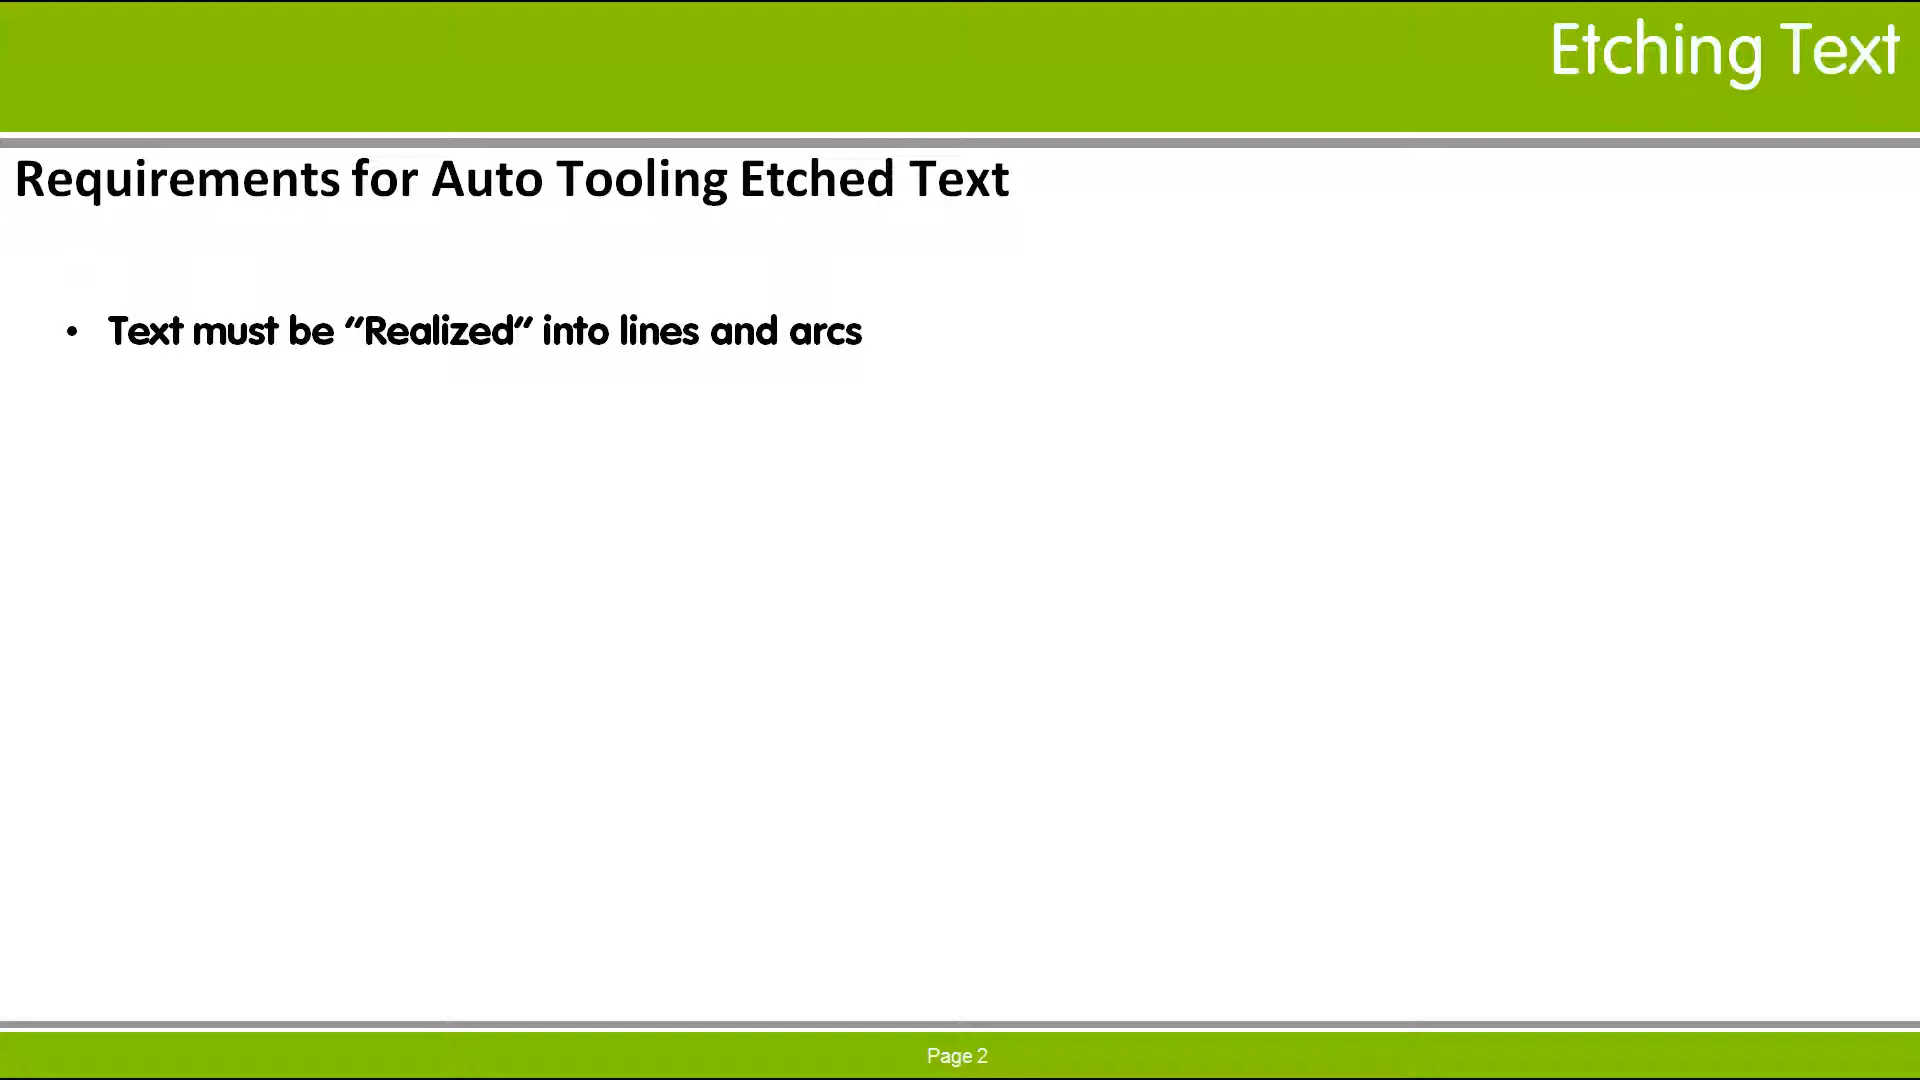 Etching Text
Requirements for Auto Tooling Etched Text
• Text must be "Realized" into lines and arcs
Page 2